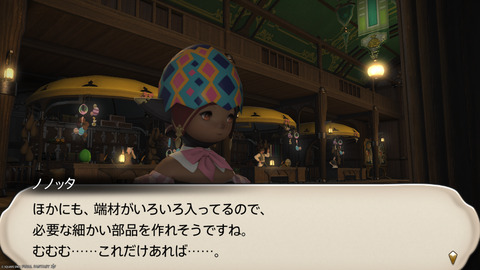 ノノッタ
ほかにも、端材がいろいろ入ってるので、
必要な細かい部品を作れそうですね。
むむむ……これだけあれば……。